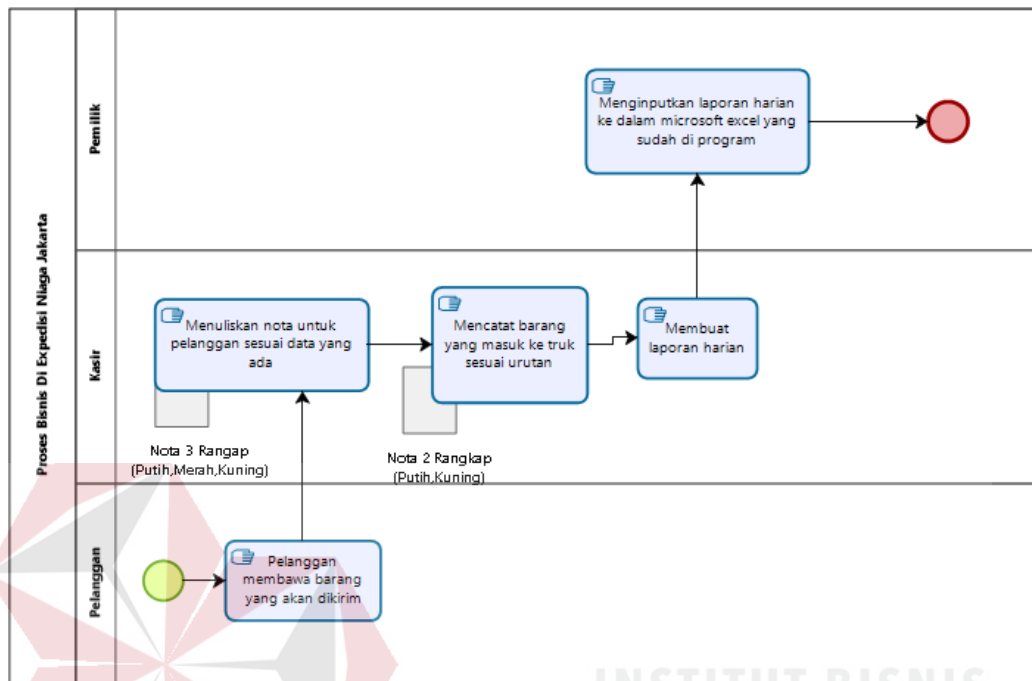 Proses Bisnis Di Expedisi Niaga Jakarta
Pemilik
Menginputkan laporan harian
ke dalam microsoft excel yang
sudah di program
Kasir
Menuliskan nota untuk
pelanggan sesuai data yang
ada
Nota 3 Rangap
(Putih,Merah,Kuning)
Mencatat barang
yang masuk ke truk
sesuai urutan
Nota 2 Rangkap
(Putih,Kuning)
Membuat
laporan harian
Pelanggan
Pelanggan
membawa barang
yang akan dikirim
INSTITUT BISNIS